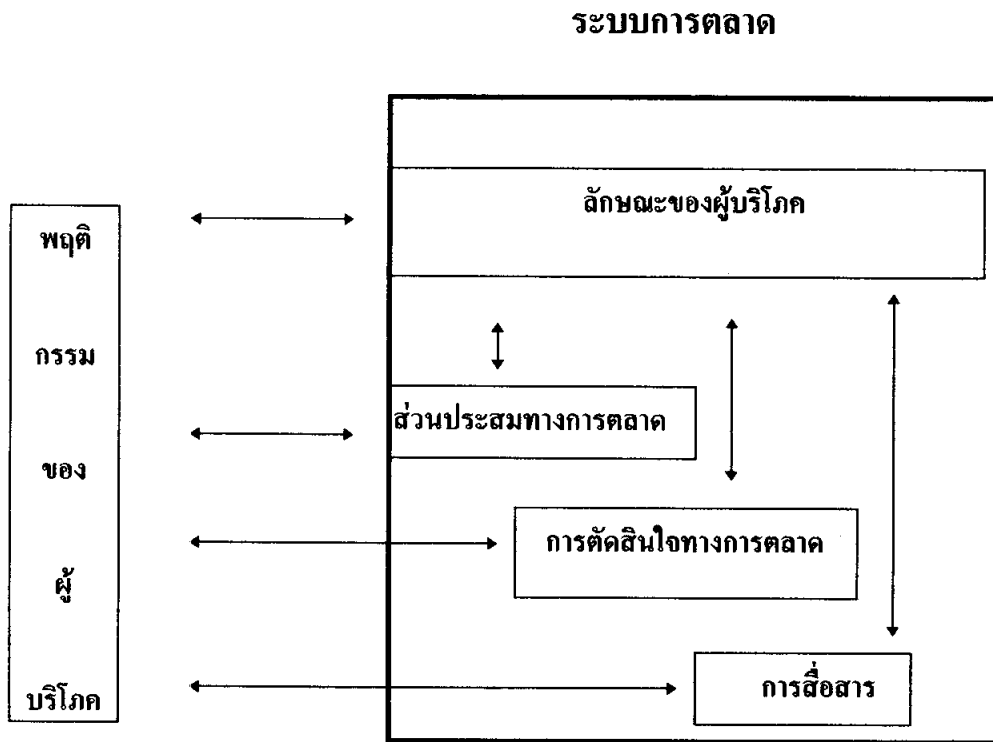 ระบบการตลาด
ลักษณะของผู้บริโภค
พฤติ
กรรม
ของ
ผู้
บริโภค
ส่วนประสมทางการตลาด
การตัดสินใจทางการตลาด
การสื่อสาร